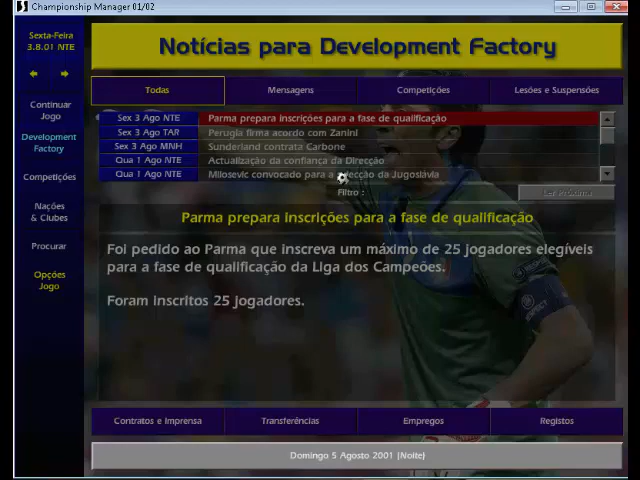 Championship Manager 01/02
Sexta-Feira
3.8.01 NTE
Continuar
Jogo
Development
Factory
Competições
Nações
& Clubes
Procurar
Opções
Jogo
Notícias para Development Factory
Todas
Mensagens
Competições
Lesões e Suspensões
Sex 3 Ago NTE Parma prepara inscrições para a fase de qualificação
Sex 3 Ago TAR Perugia firma acordo com Zanini
Sex 3 Ago MNH Sunderland contrata Carbone
Qua 1 Ago NTE Actualização da confiança da Direcção
Qua 1 Ago NTE Milosevic convocado para a selecção da Jugoslávia
Filtro :
Ler Próxima
Parma prepara inscrições para a fase de qualificação
Foi pedido ao Parma que inscreva um máximo de 25 jogadores elegíveis
para a fase de qualificação da Liga dos Campeões.
Foram inscritos 25 jogadores.
Contratos e Imprensa
Transferências
Empregos
Registos
Domingo 5 Agosto 2001 (Noite)